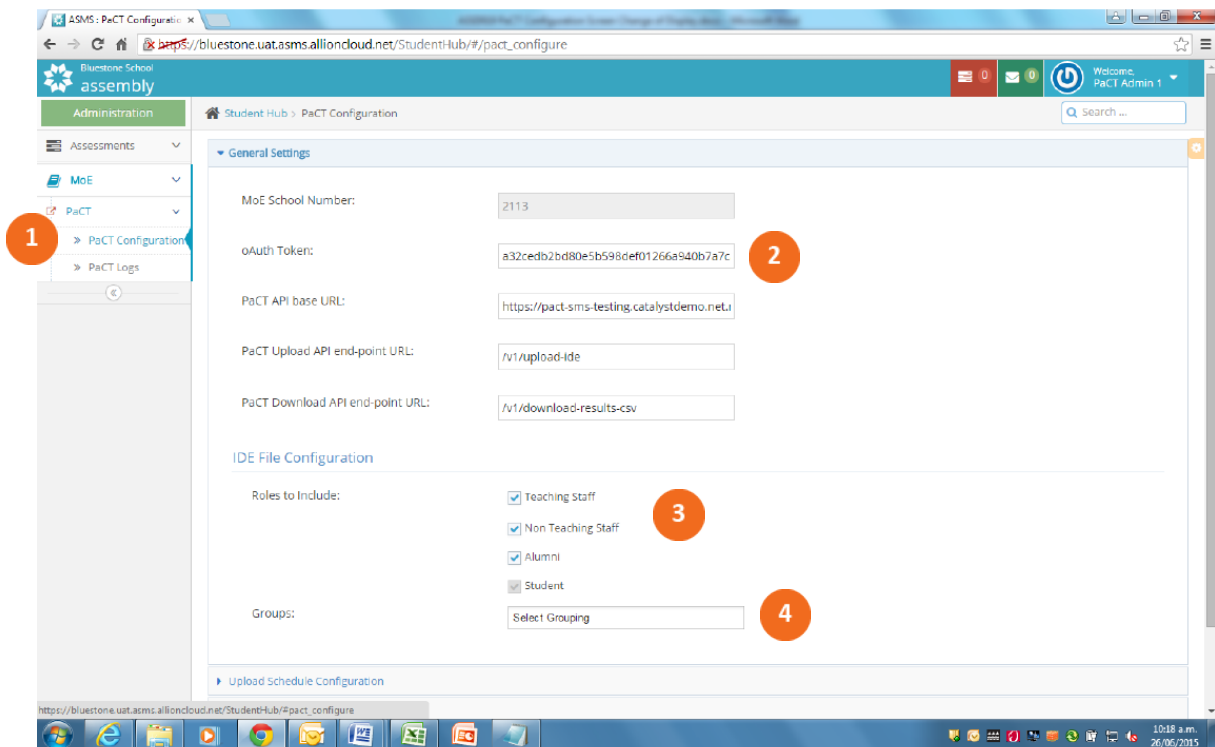 ASMS : PaCT Configuratio
https://bluestone.uat.asms.allioncloud.net/StudentHub/#/pact_configure
Bluestone School
assembly
0
0
Welcome,
PaCT Admin 1
Administration
Student Hub > PaCT Configuration
Search ...
Assessments
General Settings
MoE
MoE School Number:
2113
PaCT
1
PaCT Configuration
oAuth Token:
a32cedb2bd80e5b598def01266a940b7a7c
2
PaCT Logs
PaCT API base URL:
https://pact-sms-testing.catalystdemo.net.
PaCT Upload API end-point URL:
/v1/upload-ide
PaCT Download API end-point URL:
/v1/download-results-csv
IDE File Configuration
Roles to Include:
Teaching Staff
3
Non Teaching Staff
Alumni
Student
Groups:
Select Grouping
4
Upload Schedule Configuration
https://bluestone.uat.asms.allioncloud.net/StudentHub/#pact_configure
10:18 a.m.
26/06/2015